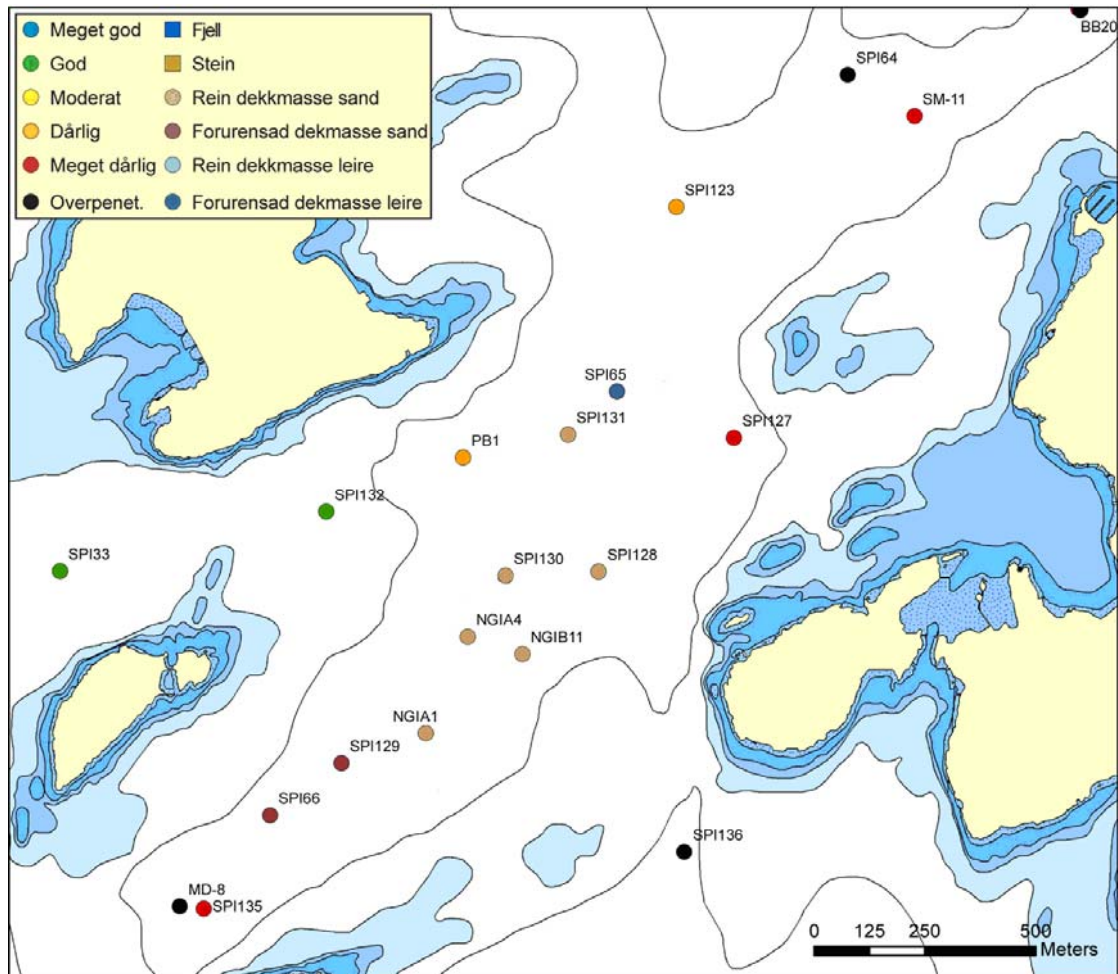 Meget god
God
Moderat
Dårlig
Meget dårlig
Overpenet.
Fjell
Stein
Rein dekkmasse sand
Forurensad dekmasse sand
Rein dekkmasse leire
Forurensad dekmasse leire
BB20
SPI64
SM-11
SPI123
SPI65
SPI131
SPI127
PB1
SPI132
SPI33
SPI130
SPI128
NGIA4
NGIB11
NGIA1
SPI129
SPI66
SPI136
MD-8
SPI135
0 125 250 500
Meters